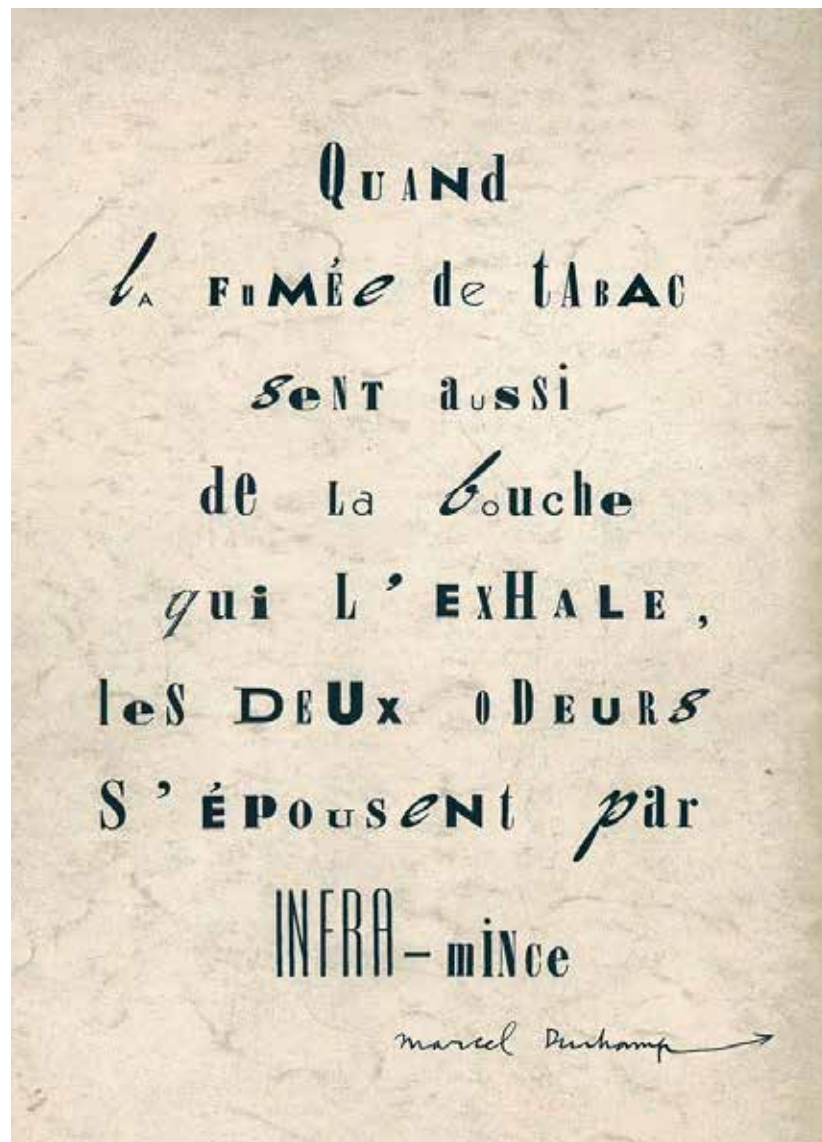 QUANd
lA FuMÉe de tABAC
seNT aussi
de La bouche
qui L'EXHALE,
leS DEUX ODEURs
S'ÉPOUSeNt par
INFRA-miNce
marcel Duchamp